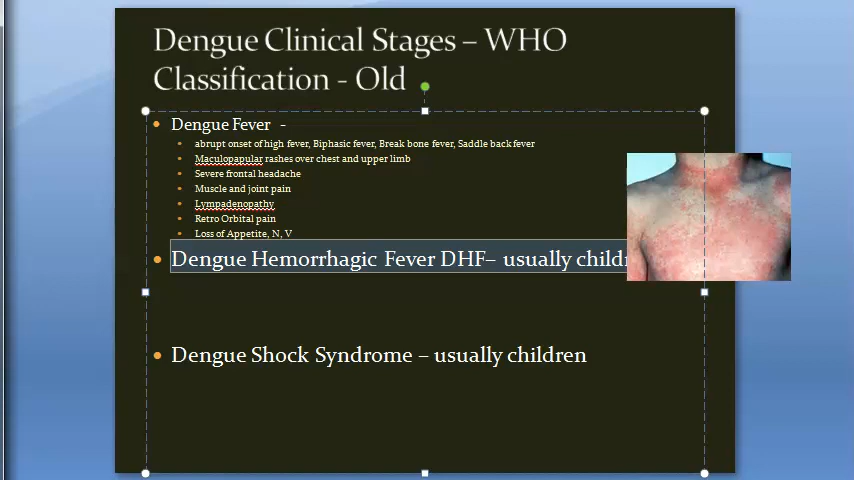 Dengue Clinical Stages – WHO
Classification - Old
Dengue Fever -
abrupt onset of high fever, Biphasic fever, Break bone fever, Saddle back fever
Maculopapular rashes over chest and upper limb
Severe frontal headache
Muscle and joint pain
Lympadenopathy
Retro Orbital pain
Loss of Appetite, N, V
Dengue Hemorrhagic Fever DHF– usually child
Dengue Shock Syndrome – usually children